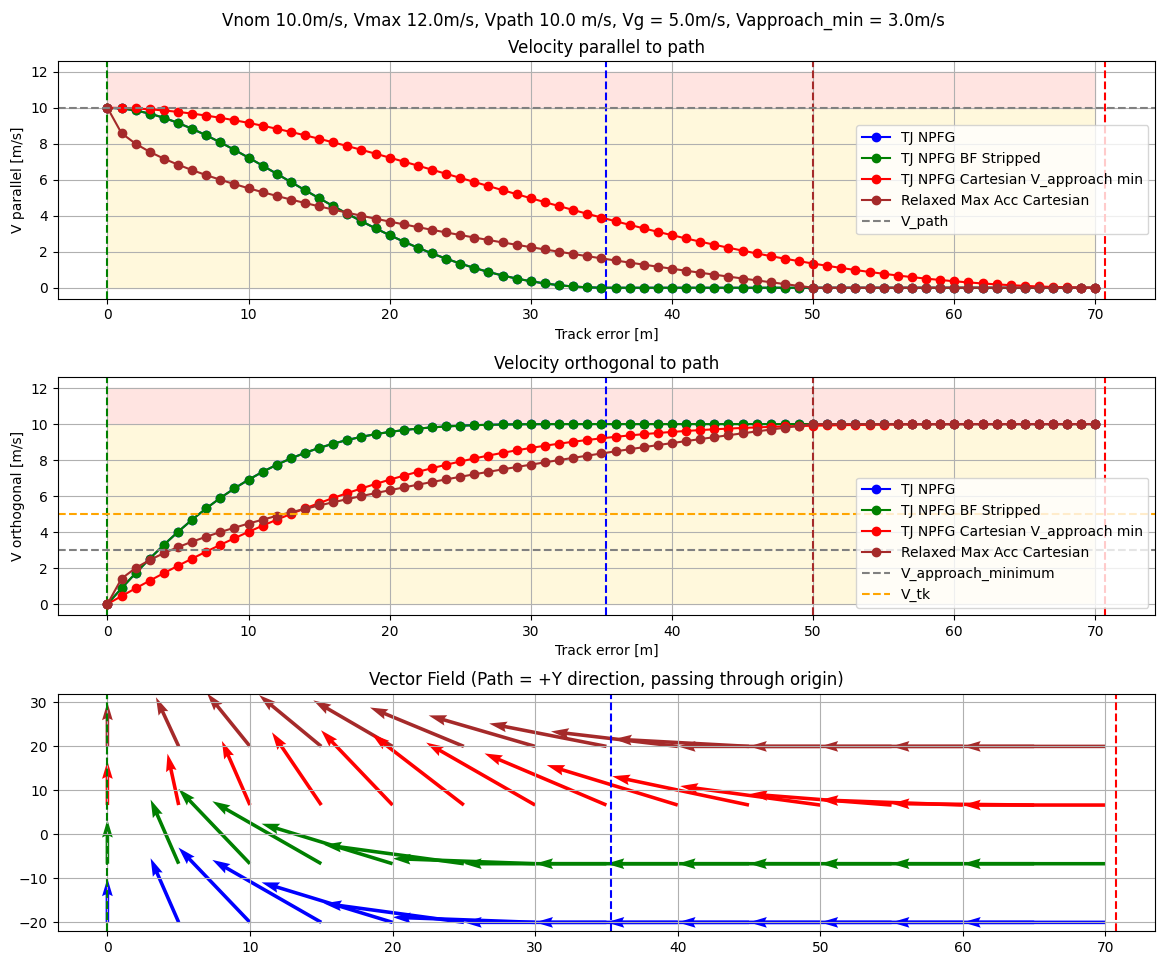 Vnom 10.0m/s, Vmax 12.0m/s, Vpath 10.0 m/s, Vg = 5.0m/s, Vapproach_min = 3.0m/s
Velocity parallel to path
12
10
8
6
4
2
0
V parallel [m/s]
TJ NPFG
TJ NPFG BF Stripped
TJ NPFG Cartesian V_approach min
Relaxed Max Acc Cartesian
V_path
0 10 20 30 40 50 60 70
Track error [m]
Velocity orthogonal to path
12
10
8
6
4
2
0
V orthogonal [m/s]
TJ NPFG
TJ NPFG BF Stripped
TJ NPFG Cartesian V_approach min
Relaxed Max Acc Cartesian
V_approach_minimum
V_tk
0 10 20 30 40 50 60 70
Track error [m]
Vector Field (Path = +Y direction, passing through origin)
30
20
10
0
−10
−20
0 10 20 30 40 50 60 70